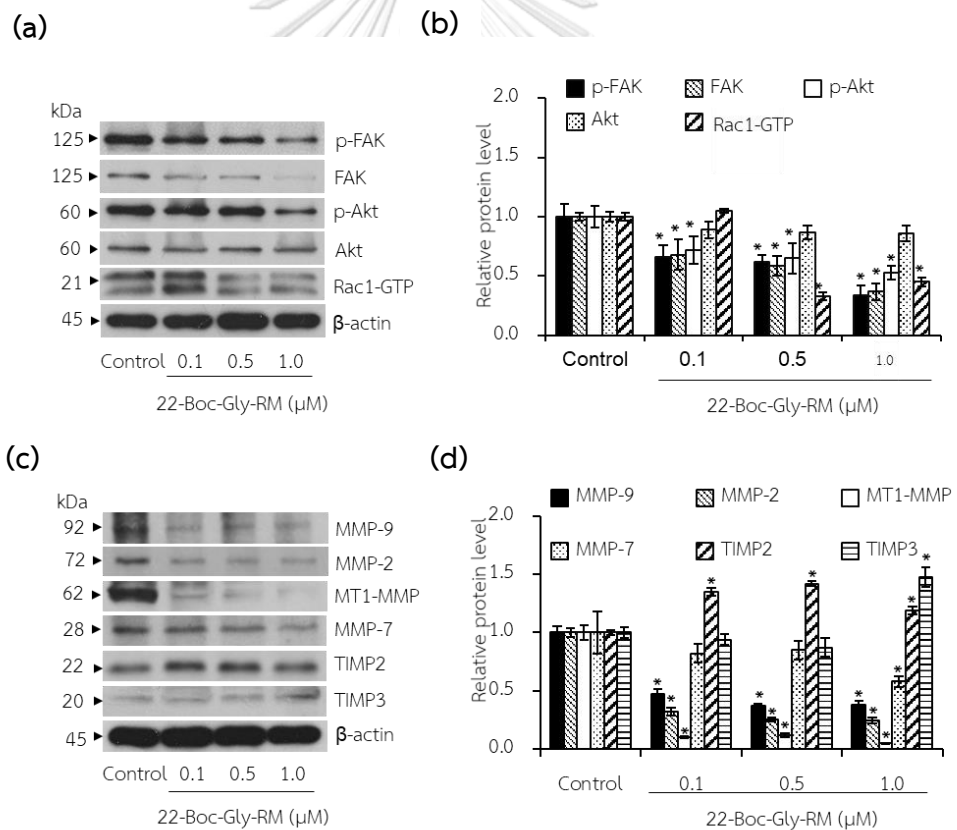 (a)
kDa
125 p-FAK
125 FAK
60 p-Akt
60 Akt
21 Rac1-GTP
45 β-actin
Control 0.1 0.5 1.0
22-Boc-Gly-RM (µM)
(b)
p-FAK FAK p-Akt
Akt Rac1-GTP
Relative protein level
2.0
1.5
1.0
0.5
0.0
* * * * * * * * * * *
Control 0.1 0.5 1.0
22-Boc-Gly-RM (µM)
(c)
kDa
92 MMP-9
72 MMP-2
62 MT1-MMP
28 MMP-7
22 TIMP2
20 TIMP3
45 β-actin
Control 0.1 0.5 1.0
22-Boc-Gly-RM (µM)
(d)
MMP-9 MMP-2 MT1-MMP
MMP-7 TIMP2 TIMP3
Relative protein level
2.0
1.5
1.0
0.5
0.0
* * * * * * * * * * * * * *
Control 0.1 0.5 1.0
22-Boc-Gly-RM (µM)